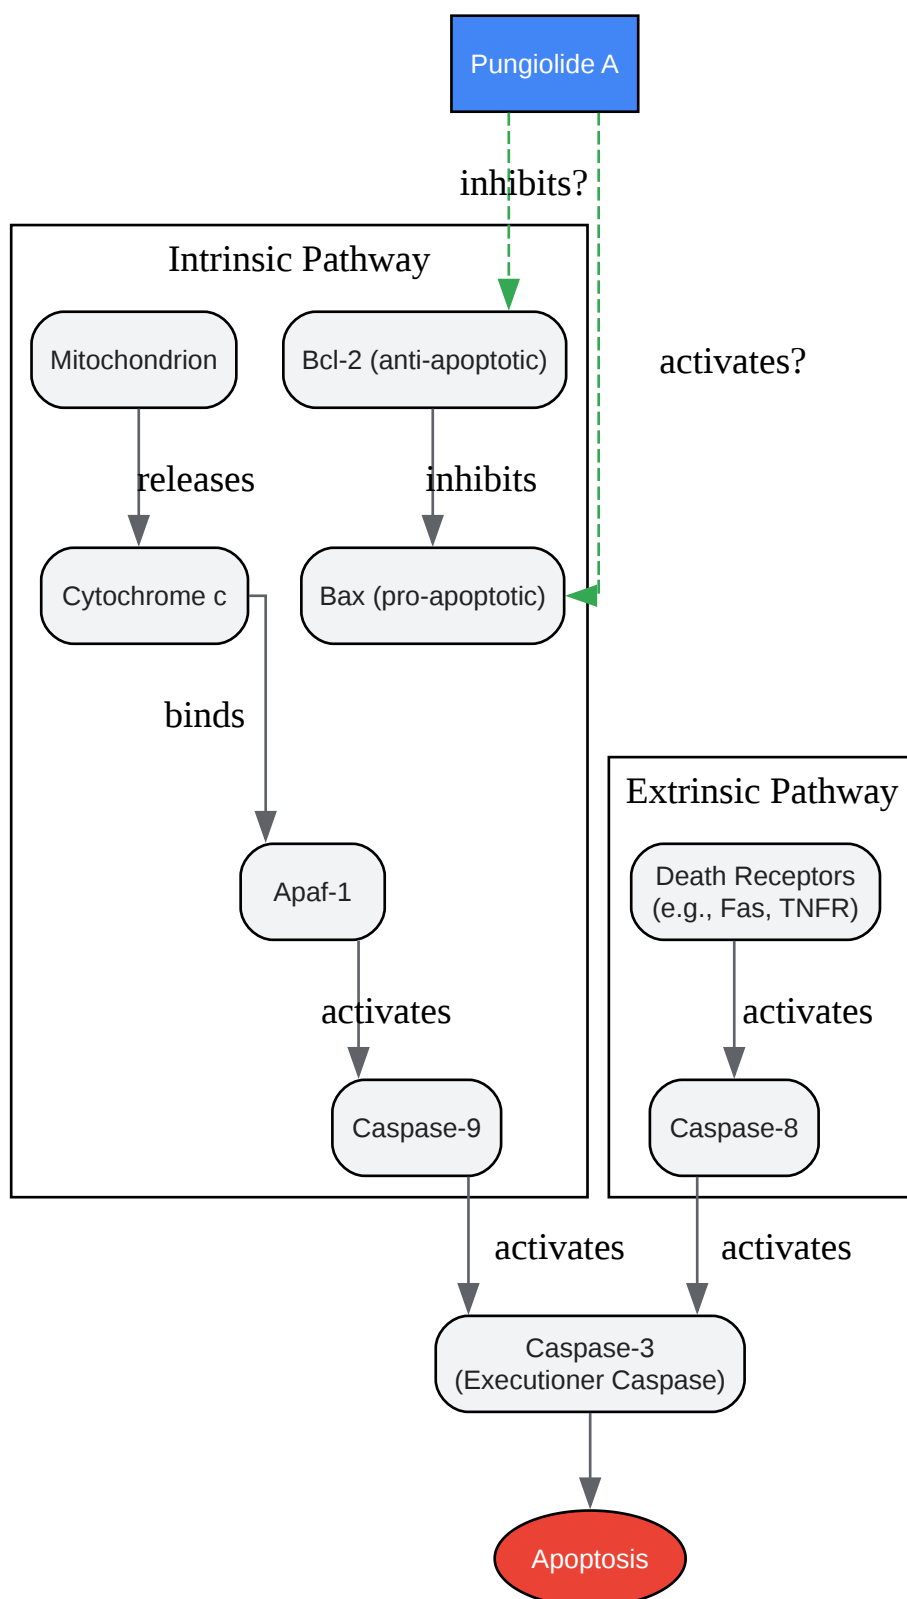 Pungiolide A
inhibits?
Intrinsic Pathway
Mitochondrion
Bcl-2 (anti-apoptotic)
activates?
releases
inhibits
Cytochrome c
Bax (pro-apoptotic)
binds
Extrinsic Pathway
Apaf-1
Death Receptors
(e.g., Fas, TNFR)
activates
activates
Caspase-9
Caspase-8
activates
activates
Caspase-3
(Executioner Caspase)
Apoptosis